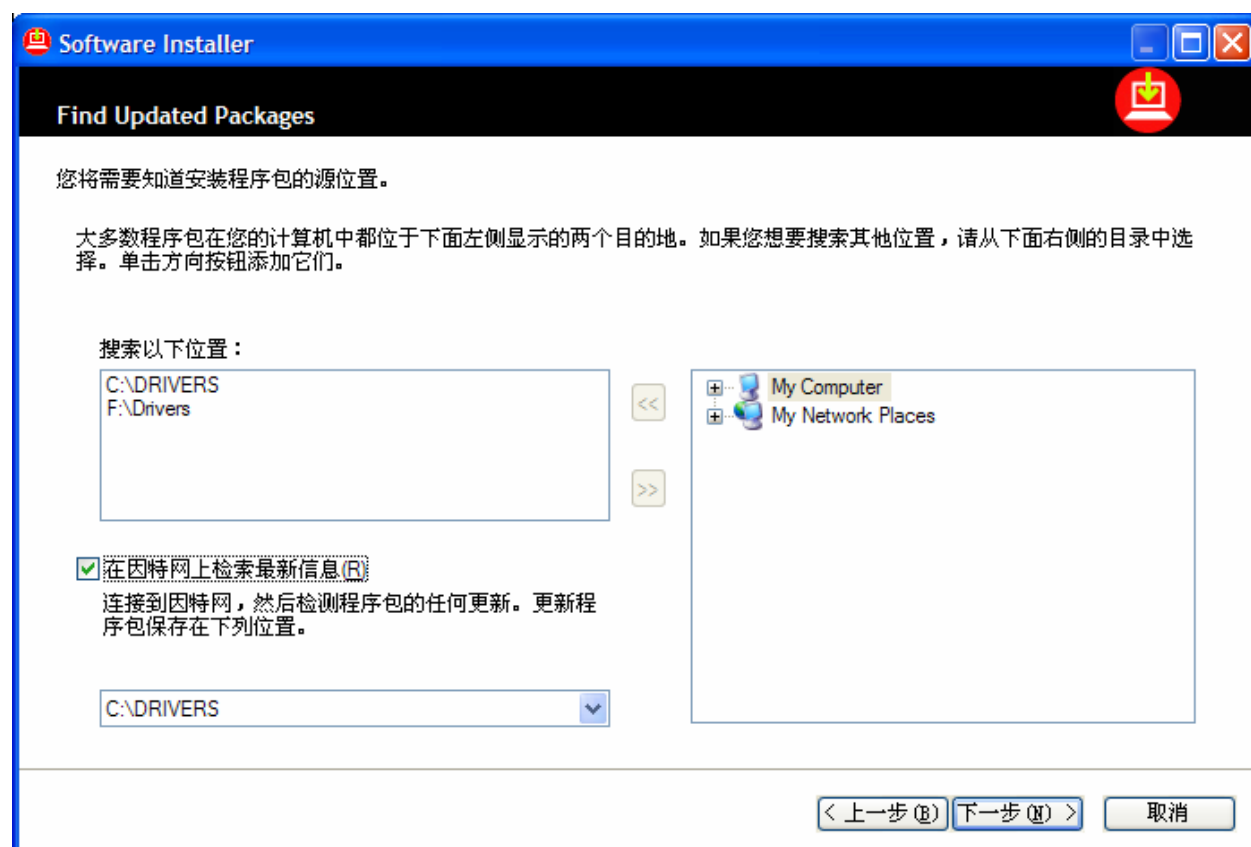 Software Installer
Find Updated Packages
您将需要知道安装程序包的源位置。
大多数程序包在您的计算机中都位于下面左侧显示的两个目的地。如果您想要搜索其他位置，请从下面右侧的目录中选
择。单击方向按钮添加它们。
搜索以下位置：
C:\DRIVERS
F:\Drivers
<<
>>
My Computer
My Network Places
在因特网上检索最新信息(R)
连接到因特网，然后检测程序包的任何更新。更新程
序包保存在下列位置。
C:\DRIVERS
< 上一步(B)
下一步(N) >
取消